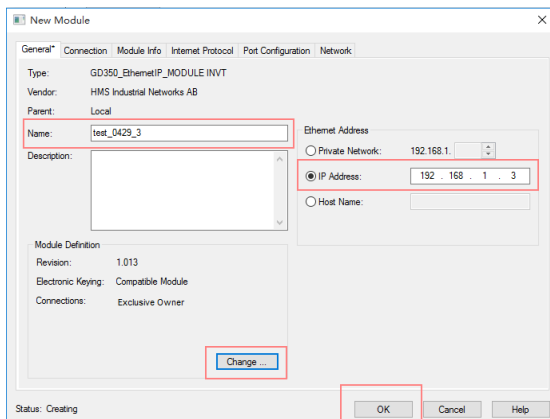 New Module
General* Connection Module Info Internet Protocol Port Configuration Network
Type: GD350_EthernetIP_MODULE INVT
Vendor: HMS Industrial Networks AB
Parent: Local
Name: test_0429_3
Description:
Ethernet Address
Private Network: 192.168.1.
IP Address: 192 . 168 . 1 . 3
Host Name:
Module Definition
Revision: 1.013
Electronic Keying: Compatible Module
Connections: Exclusive Owner
Change ...
Status: Creating
OK Cancel Help